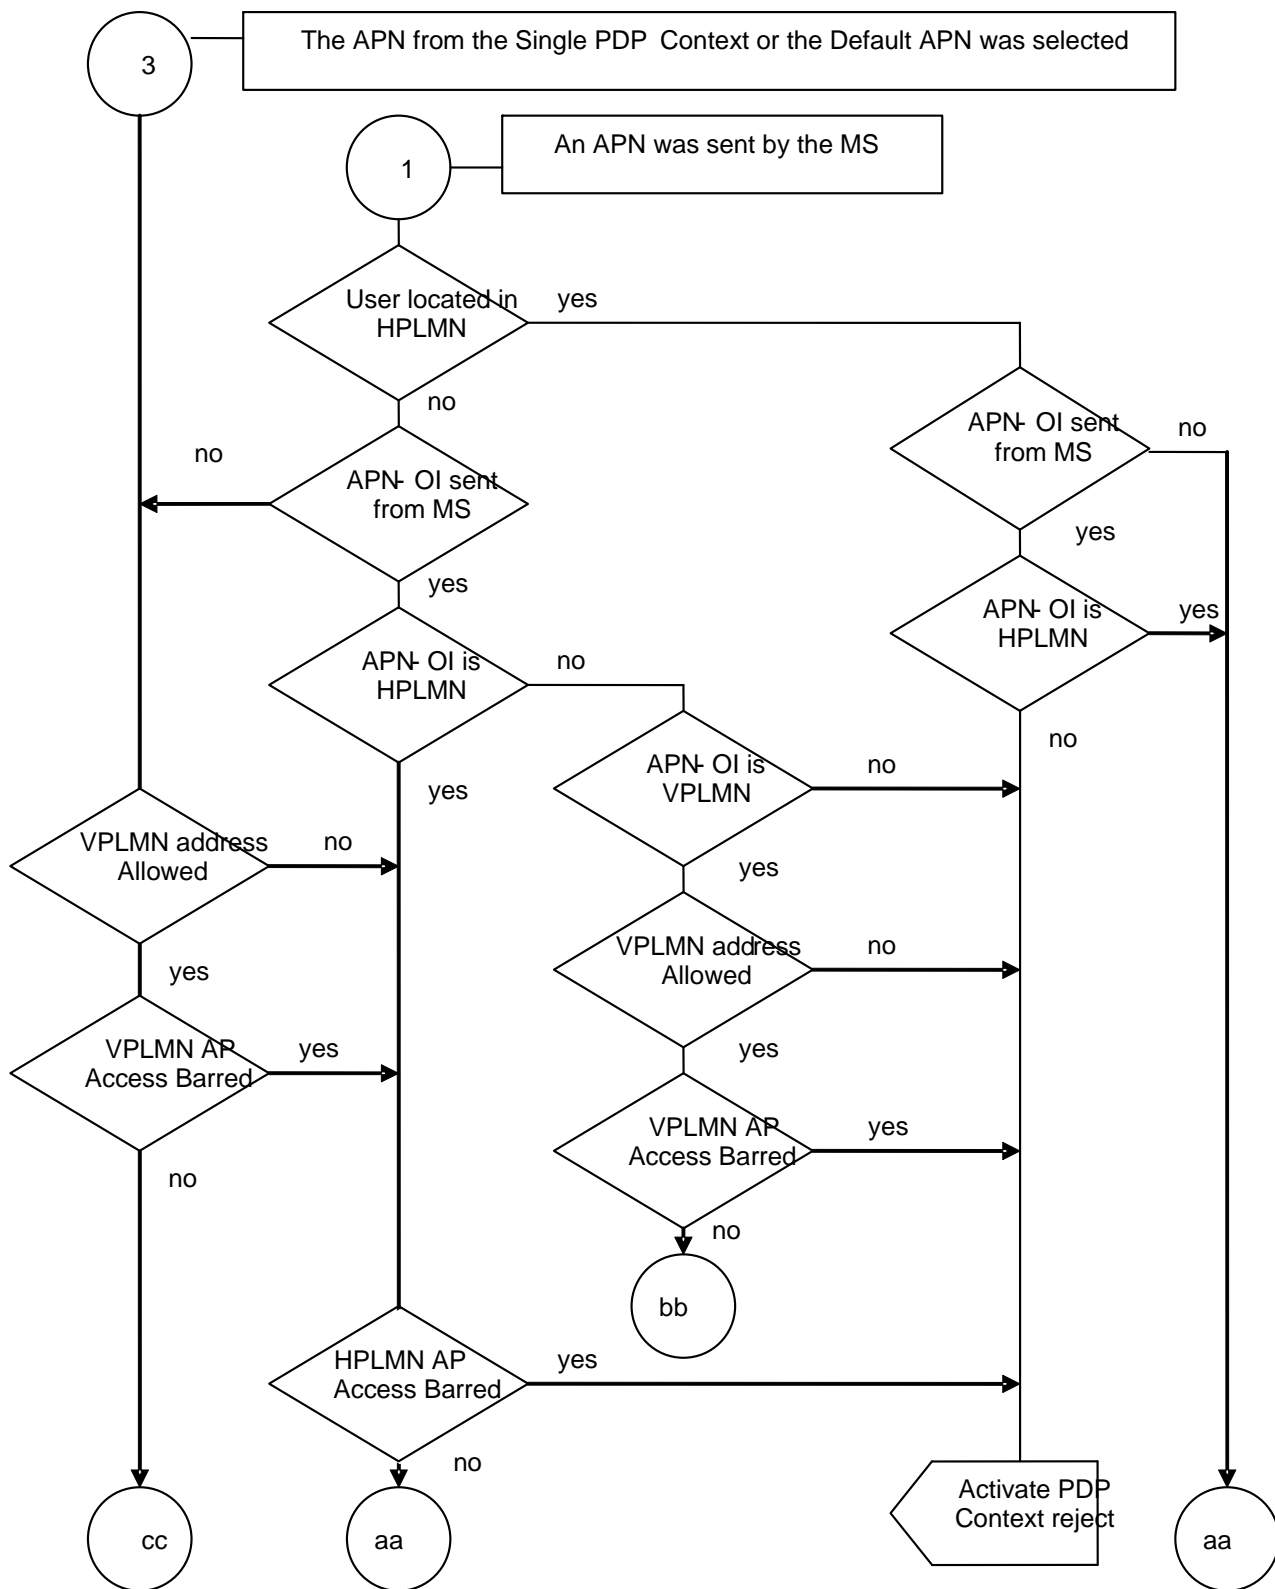 3
The APN from the Single PDP Context or the Default APN was selected
1
An APN was sent by the MS
User located in
HPLMN
yes
no
APN- OI sent
from MS
no
no
APN- OI sent
from MS
yes
yes
APN- OI is
HPLMN
yes
APN- OI is
HPLMN
no
no
APN- OI is
VPLMN
no
yes
VPLMN address
Allowed
no
yes
VPLMN address
Allowed
no
yes
yes
VPLMN AP
Access Barred
yes
VPLMN AP
Access Barred
yes
no
no
bb
HPLMN AP
Access Barred
yes
no
Activate PDP
Context reject
cc
aa
aa